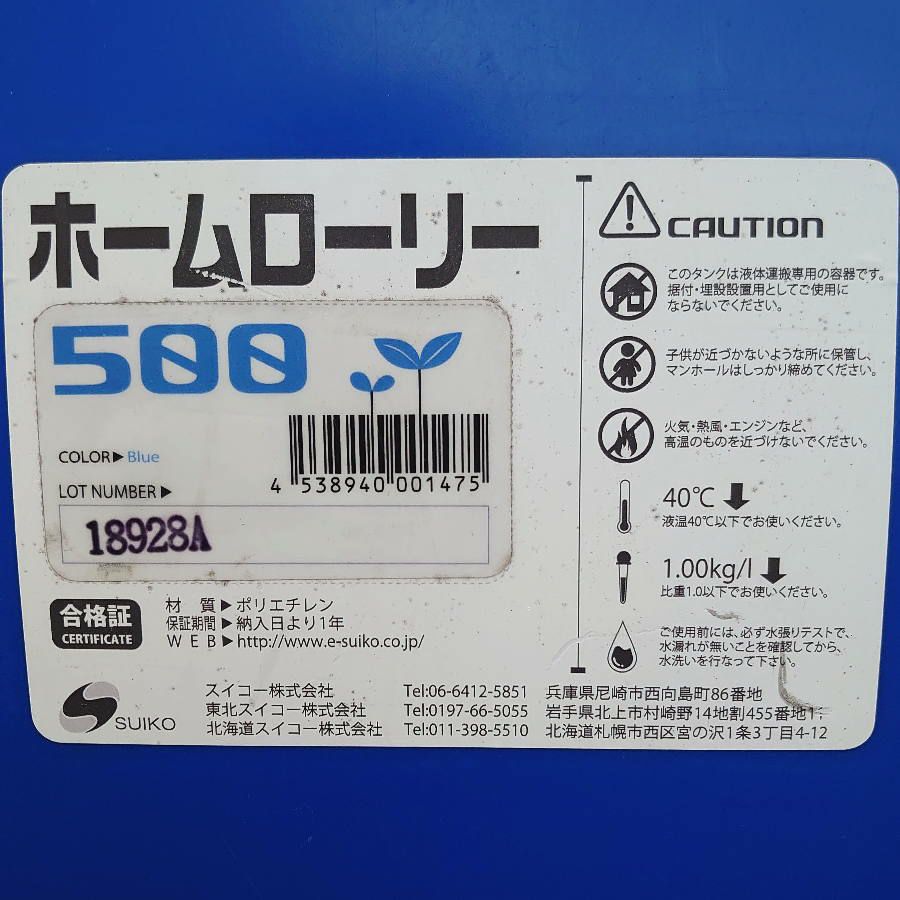 ホームローリー
500
COLOR▶Blue
4 538940 001475
LOT NUMBER▶
18928A
合格証
CERTIFICATE
材質▶ポリエチレン
保証期間▶納入日より1年
WEB▶http://www.e-suiko.co.jp/
CAUTION
このタンクは液体運搬専用の容器です。
据付・埋設設置用としてご使用に
ならないでください。
子供が近づかないような所に保管し、
マンホールはしっかり締めてください。
火気・熱風・エンジンなど、
高温のものを近づけないでください。
40℃
液温40℃以下でお使いください。
1.00kg/l
比重1.0以下でお使いください。
ご使用前には、必ず水張りテストで、
水漏れが無いことを確認してから、
水洗いを行なって下さい。
SUIKO
スイコー株式会社 Tel:06-6412-5851 兵庫県尼崎市西向島町86番地
東北スイコー株式会社 Tel:0197-66-5055 岩手県北上市村崎野14地割455番地
北海道スイコー株式会社 Tel:011-398-5510 北海道札幌市西区宮の沢1条3丁目4-12